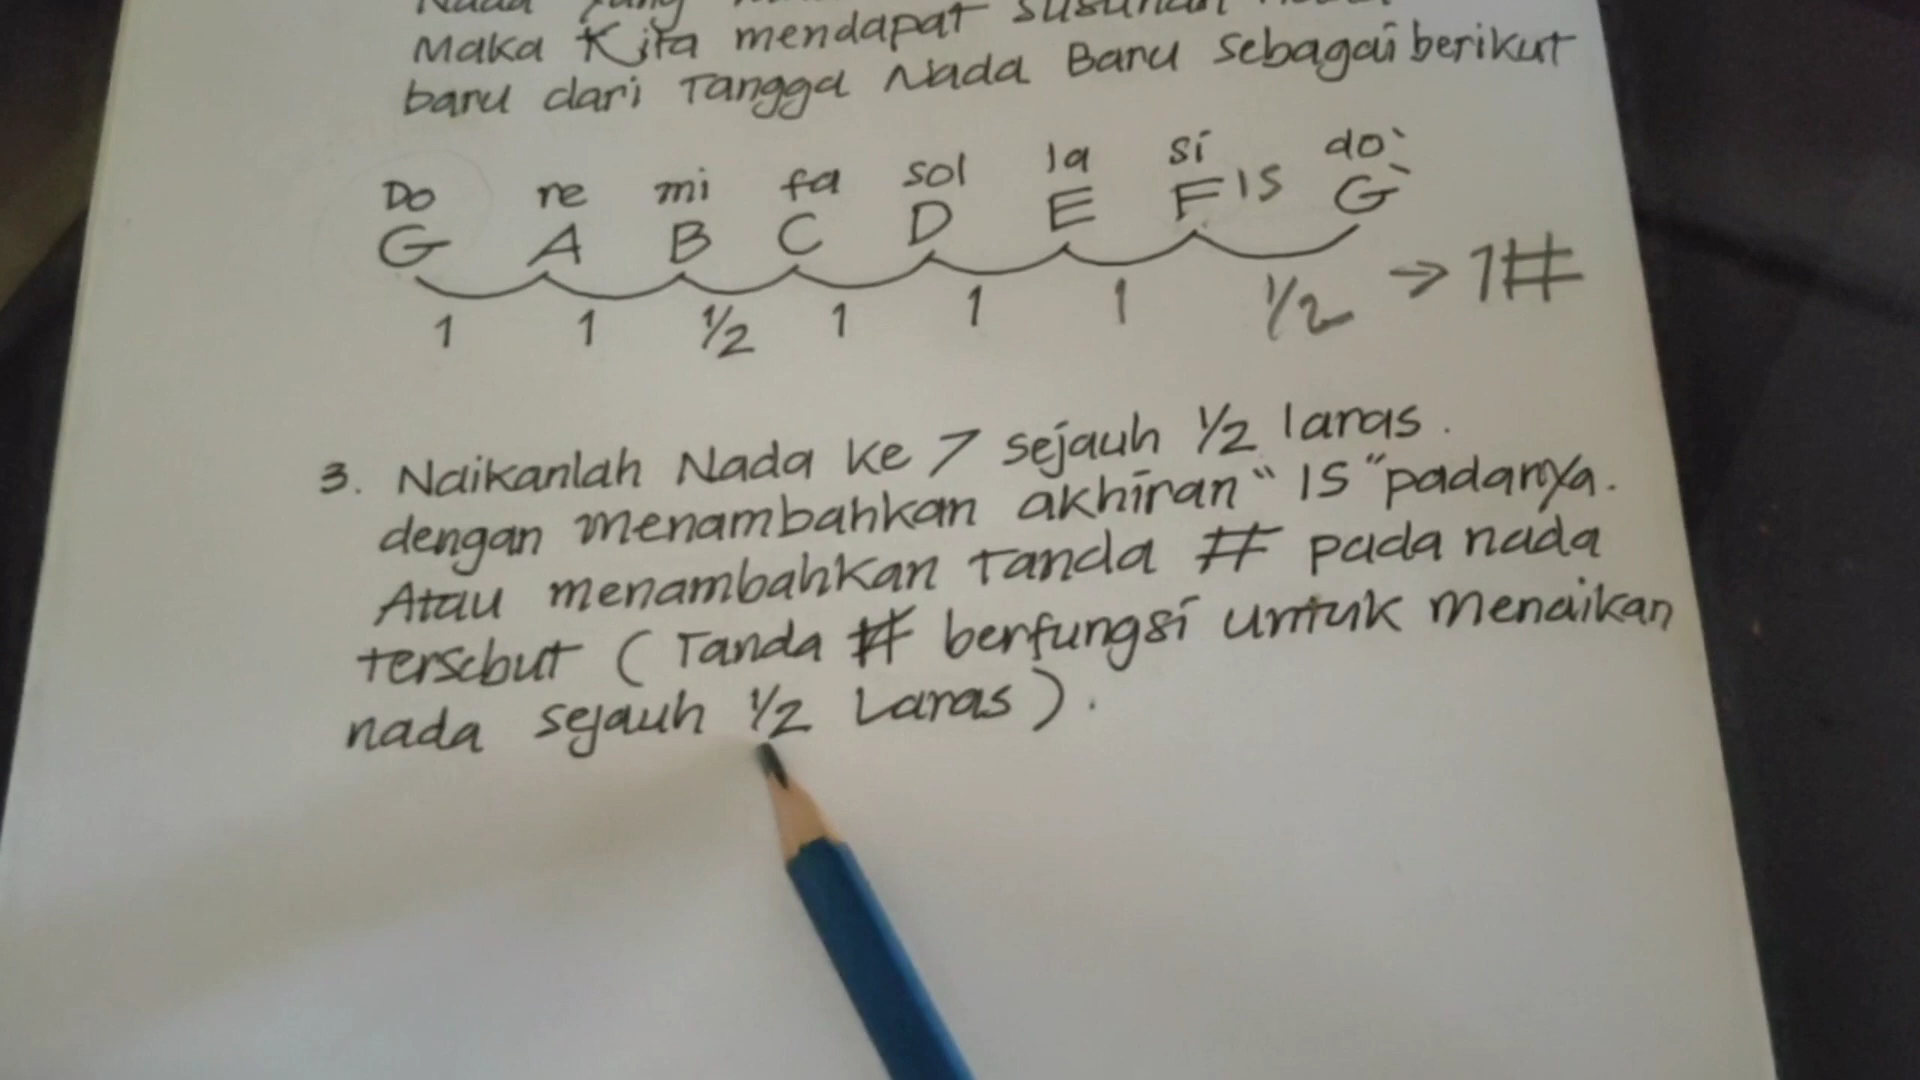 Nada yang
Maka Kita mendapat susunan
baru dari Tangga Nada Baru sebagai berikut
Do re mi fa sol la si do'
G A B C D E FIS G'
1 1 1/2 1 1 1 1/2 → 1#
3. Naikanlah Nada ke 7 sejauh 1/2 laras.
dengan menambahkan akhiran "IS" padanya.
Atau menambahkan Tanda # pada nada
tersebut (Tanda # berfungsi untuk menaikan
nada sejauh 1/2 Laras).